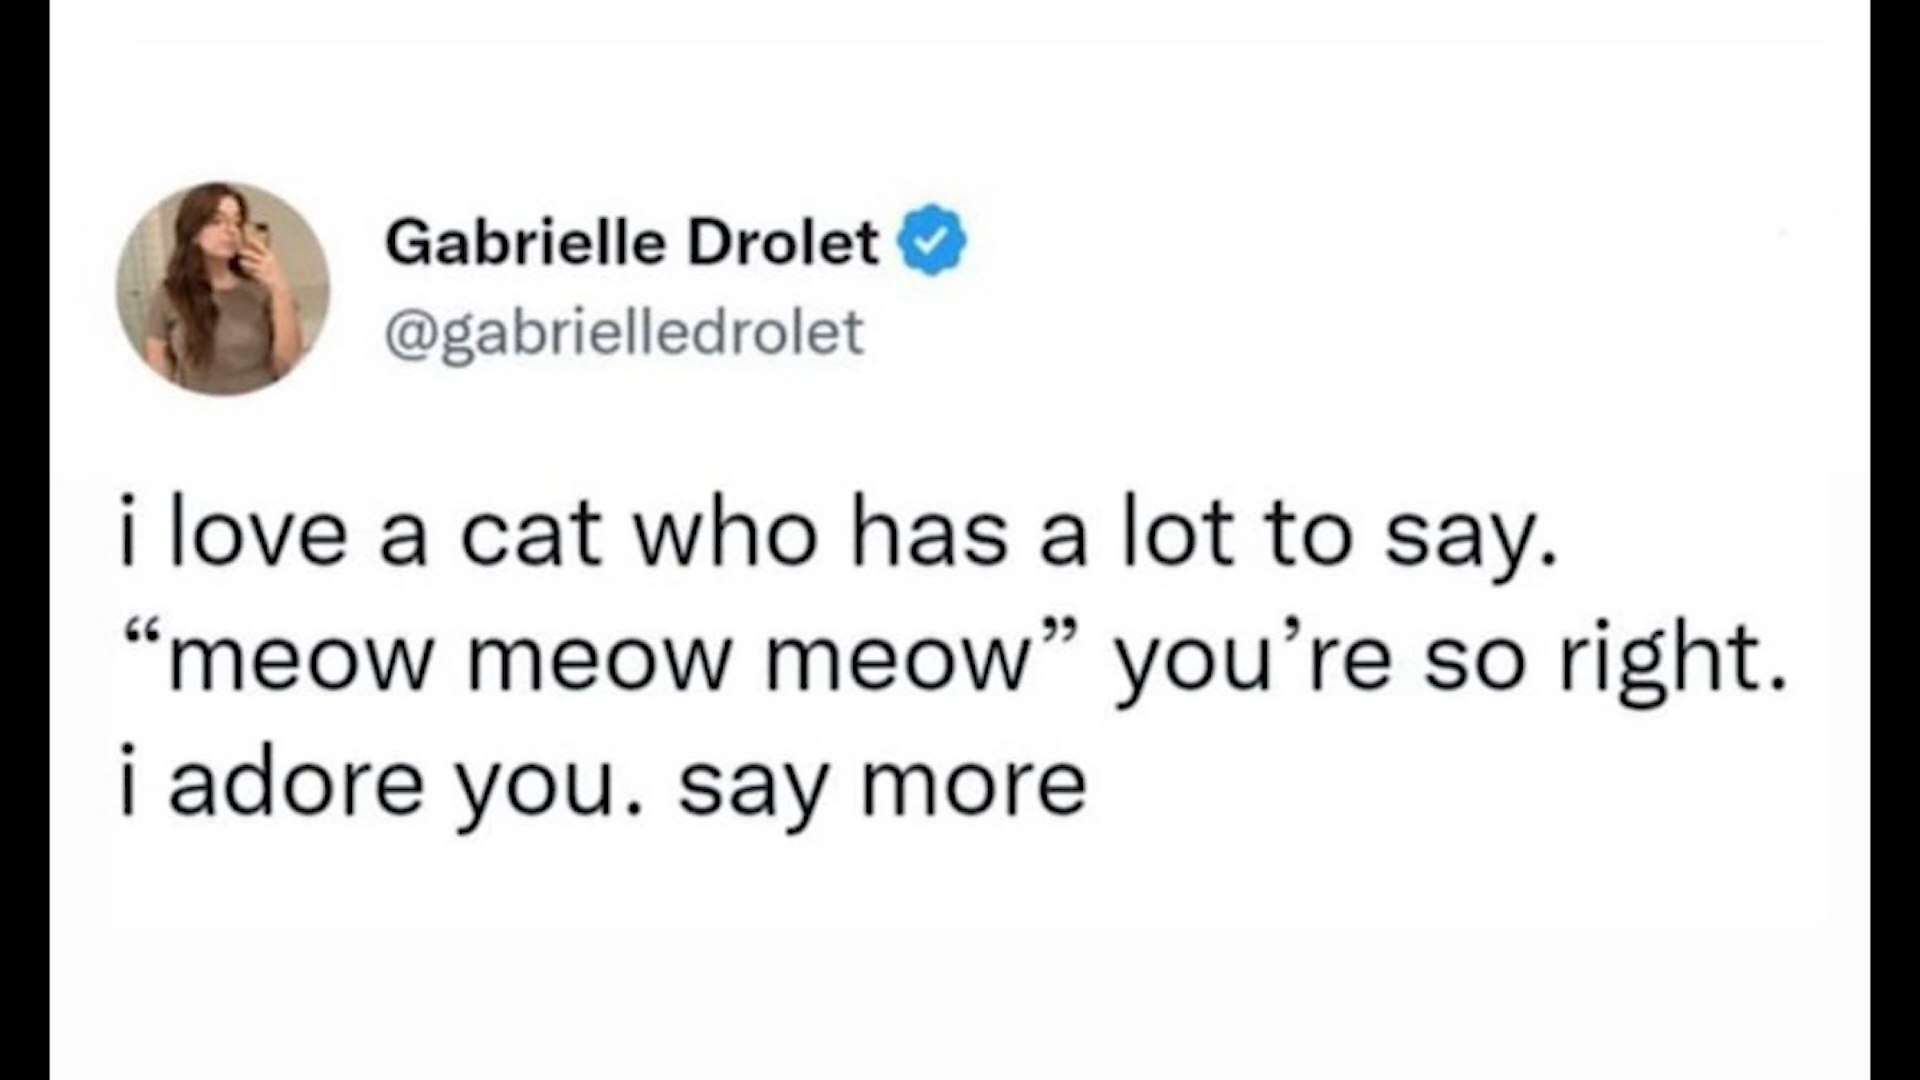 Gabrielle Drolet
@gabrielledrolet
i love a cat who has a lot to say.
“meow meow meow” you’re so right.
i adore you. say more